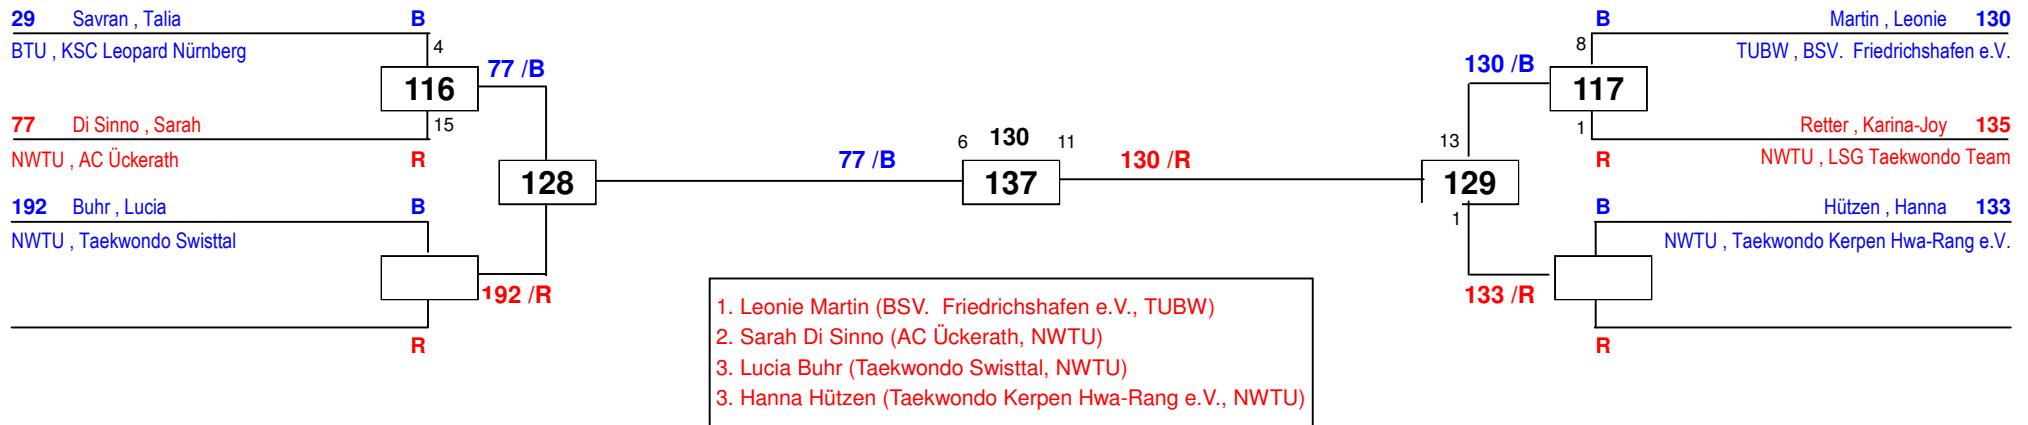 29 Savran , Talia B
BTU , KSC Leopard Nürnberg
4
116
77 /B
15
77 Di Sinno , Sarah
NWTU , AC Ückerath R
128
192 Buhr , Lucia B
NWTU , Taekwondo Swisttal
192 /R
R
77 /B
6 130 11
137
130 /R
B Martin , Leonie 130
8
TUBW , BSV. Friedrichshafen e.V.
130 /B
117
1
Retter , Karina-Joy 135
R NWTU , LSG Taekwondo Team
13
129
1
B Hützen , Hanna 133
NWTU , Taekwondo Kerpen Hwa-Rang e.V.
133 /R
R
1. Leonie Martin (BSV. Friedrichshafen e.V., TUBW)
2. Sarah Di Sinno (AC Ückerath, NWTU)
3. Lucia Buhr (Taekwondo Swisttal, NWTU)
3. Hanna Hützen (Taekwondo Kerpen Hwa-Rang e.V., NWTU)